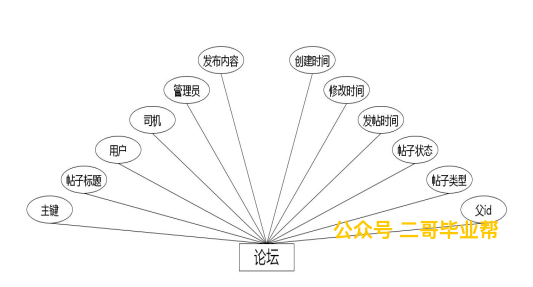 发布内容
创建时间
管理员
修改时间
司机
发帖时间
用户
帖子状态
帖子标题
帖子类型
主键
父id
公众号 二哥毕业帮
论坛